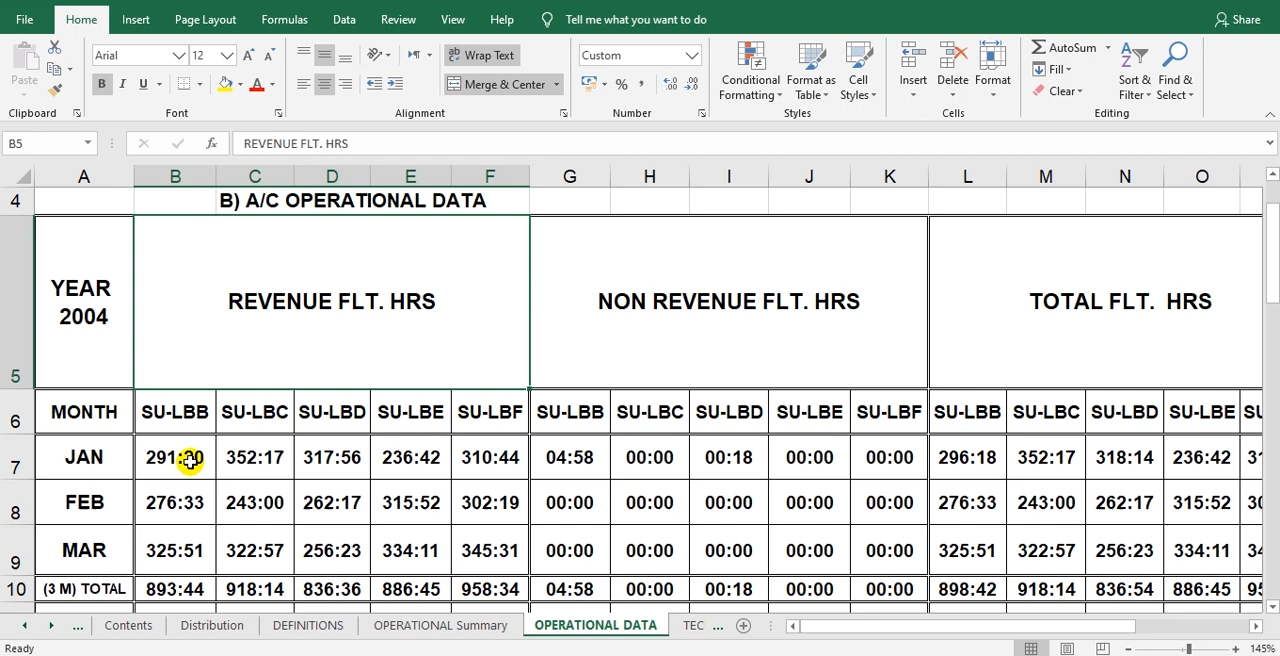 File Home Insert Page Layout Formulas Data Review View Help Tell me what you want to do Share
Paste Arial 12 B I U Wrap Text Merge & Center Custom % , Conditional Formatting Format as Table Cell Styles Insert Delete Format AutoSum Fill Clear Sort & Filter Find & Select
Clipboard Font Alignment Number Styles Cells Editing
B5 fx REVENUE FLT. HRS
A B C D E F G H I J K L M N O
4 B) A/C OPERATIONAL DATA
5 YEAR 2004 REVENUE FLT. HRS NON REVENUE FLT. HRS TOTAL FLT. HRS
6 MONTH SU-LBB SU-LBC SU-LBD SU-LBE SU-LBF SU-LBB SU-LBC SU-LBD SU-LBE SU-LBF SU-LBB SU-LBC SU-LBD SU-LBE
7 JAN 352:17 317:56 236:42 310:44 04:58 00:00 00:18 00:00 00:00 296:18 352:17 318:14 236:42
8 FEB 276:33 243:00 262:17 315:52 302:19 00:00 00:00 00:00 00:00 00:00 276:33 243:00 262:17 315:52
9 MAR 325:51 322:57 256:23 334:11 345:31 00:00 00:00 00:00 00:00 00:00 325:51 322:57 256:23 334:11
10 (3 M) TOTAL 893:44 918:14 836:36 886:45 958:34 04:58 00:00 00:18 00:00 00:00 898:42 918:14 836:54 886:45
... Contents Distribution DEFINITIONS OPERATIONAL Summary OPERATIONAL DATA TEC ...
Ready 145%